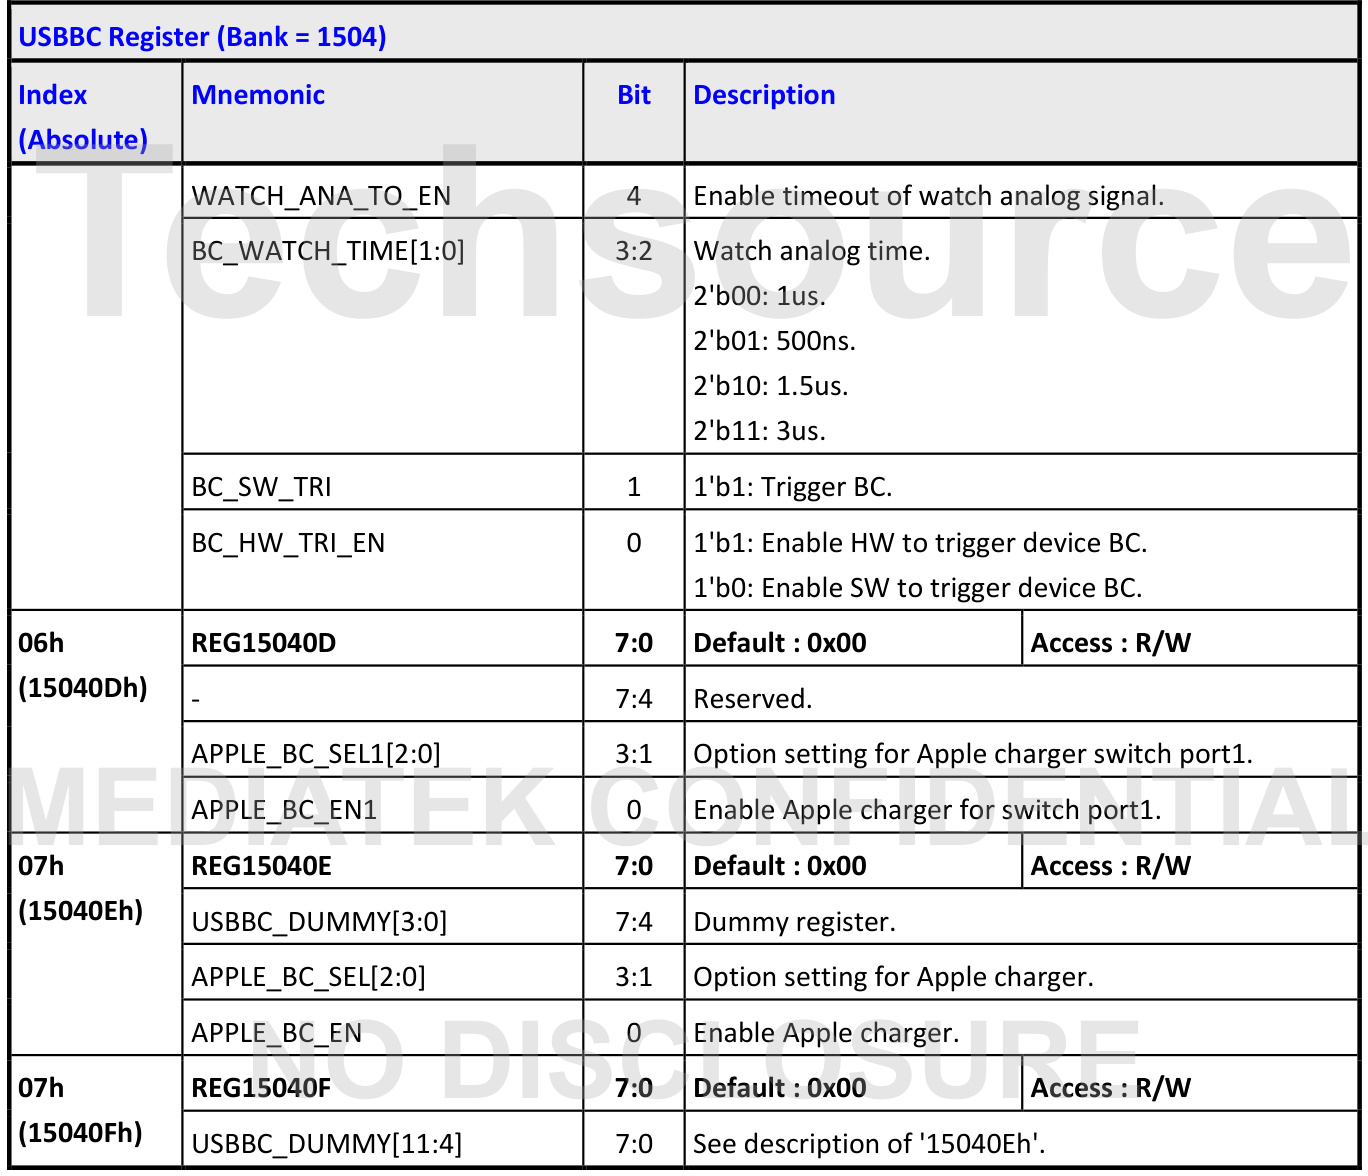 USBBC Register (Bank = 1504)
Index (Absolute) Mnemonic Bit Description
WATCH_ANA_TO_EN 4 Enable timeout of watch analog signal.
BC_WATCH_TIME[1:0] 3:2 Watch analog time.
2'b00: 1us.
2'b01: 500ns.
2'b10: 1.5us.
2'b11: 3us.
BC_SW_TRI 1 1'b1: Trigger BC.
BC_HW_TRI_EN 0 1'b1: Enable HW to trigger device BC.
1'b0: Enable SW to trigger device BC.
06h REG15040D 7:0 Default : 0x00 Access : R/W
(15040Dh) - 7:4 Reserved.
APPLE_BC_SEL1[2:0] 3:1 Option setting for Apple charger switch port1.
APPLE_BC_EN1 0 Enable Apple charger for switch port1.
07h REG15040E 7:0 Default : 0x00 Access : R/W
(15040Eh) USBBC_DUMMY[3:0] 7:4 Dummy register.
APPLE_BC_SEL[2:0] 3:1 Option setting for Apple charger.
APPLE_BC_EN 0 Enable Apple charger.
07h REG15040F 7:0 Default : 0x00 Access : R/W
(15040Fh) USBBC_DUMMY[11:4] 7:0 See description of '15040Eh'.
Techsource
MEDIATEK CONFIDENTIAL
NO DISCLOSURE